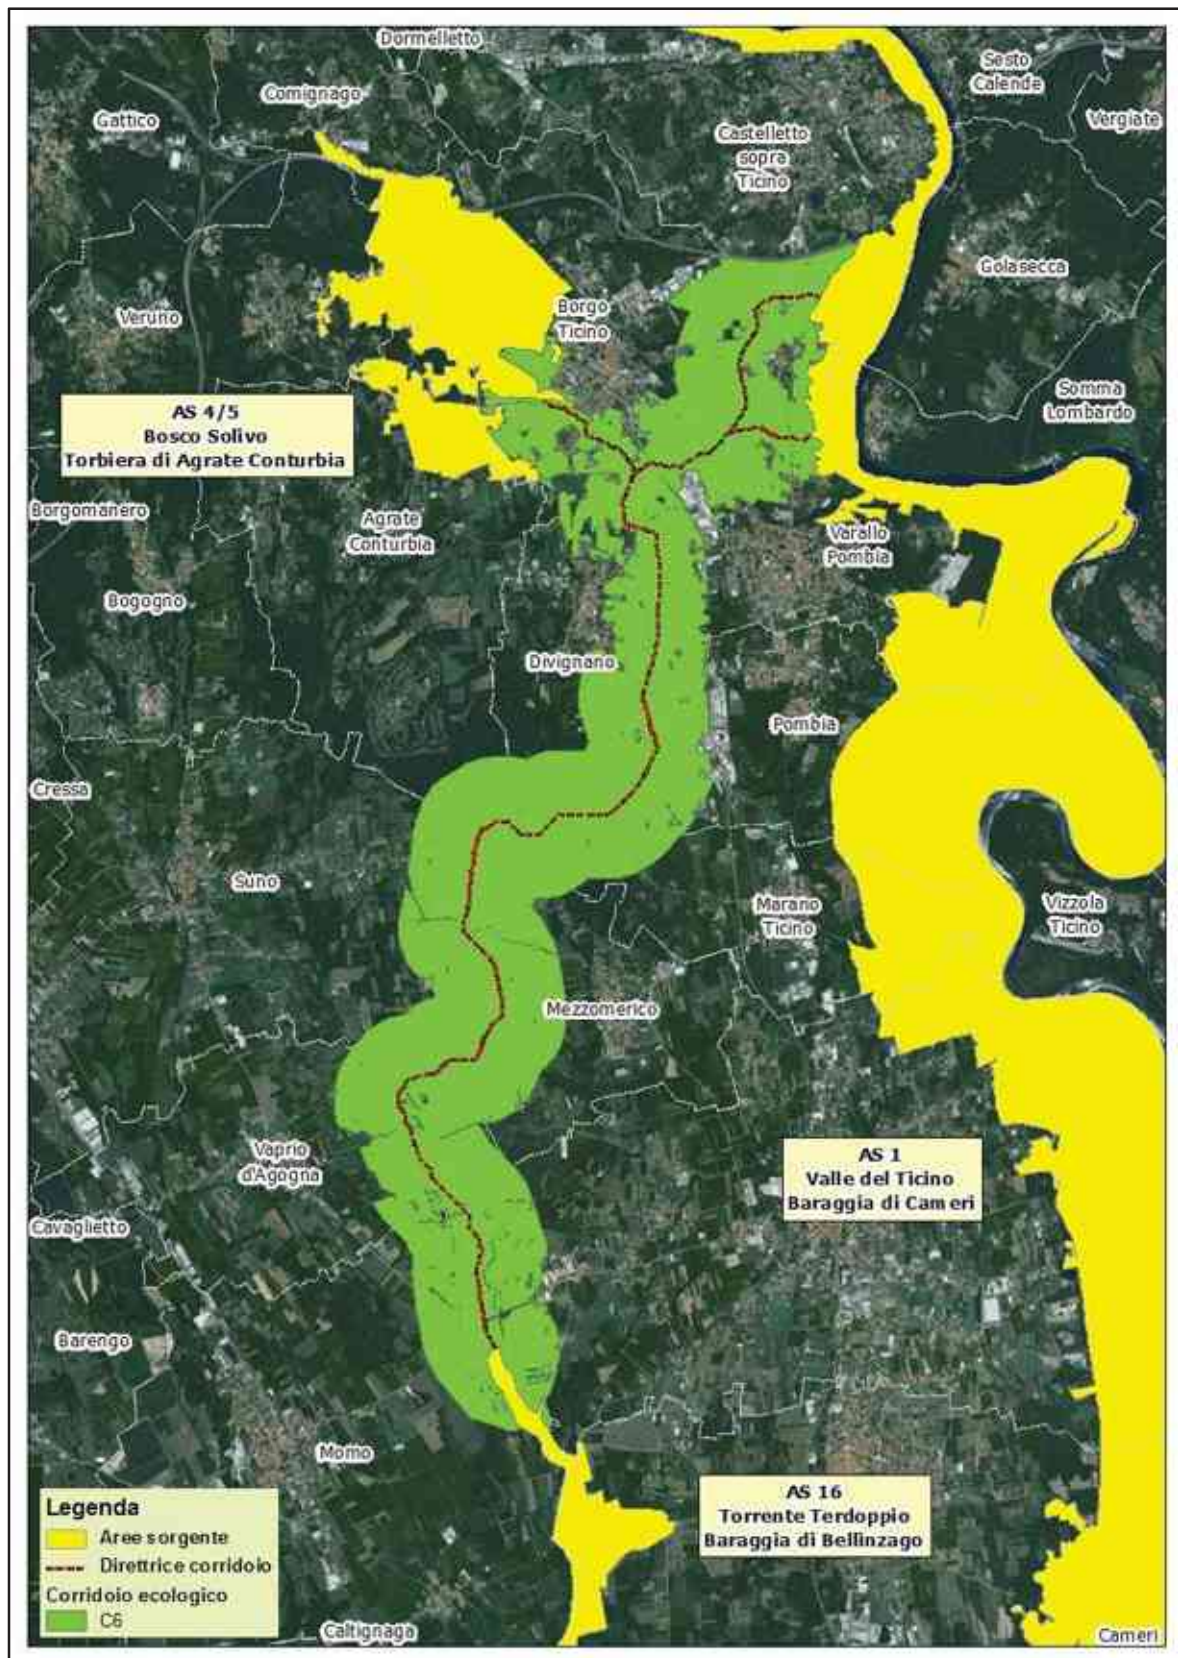 Dormelletto
Sesto
Calende
Comignago
Gattico
Vergiate
Castelletto
sopra
Ticino
Golasecca
Veruno
Borgo
Ticino
Somma
Lombardo
AS 4/5
Bosco Solivo
Torbiera di Agrate Conturbia
Borgomanero
Agrate
Conturbia
Varallo
Pombia
Bogogno
Divignano
Pombia
Cressa
Suno
Marano
Ticino
Vizzola
Ticino
Mezzomerico
Vaprio
d'Agogna
AS 1
Valle del Ticino
Baraggia di Cameri
Cavaglietto
Barengo
Momo
AS 16
Torrente Terdoppio
Baraggia di Bellinzago
Legenda
Aree sorgente
Direttrice corridoio
Corridoio ecologico
C6
Caltignaga
Cameri